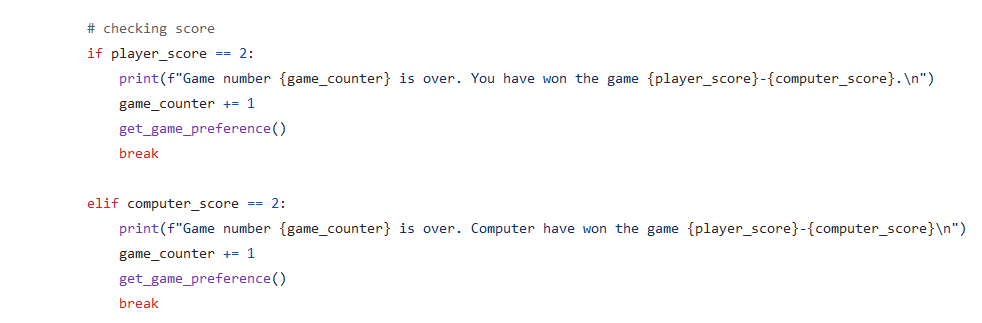 # checking score
if player_score == 2:
    print(f"Game number {game_counter} is over. You have won the game {player_score}-{computer_score}.\n")
    game_counter += 1
    get_game_preference()
    break

elif computer_score == 2:
    print(f"Game number {game_counter} is over. Computer have won the game {player_score}-{computer_score}\n")
    game_counter += 1
    get_game_preference()
    break